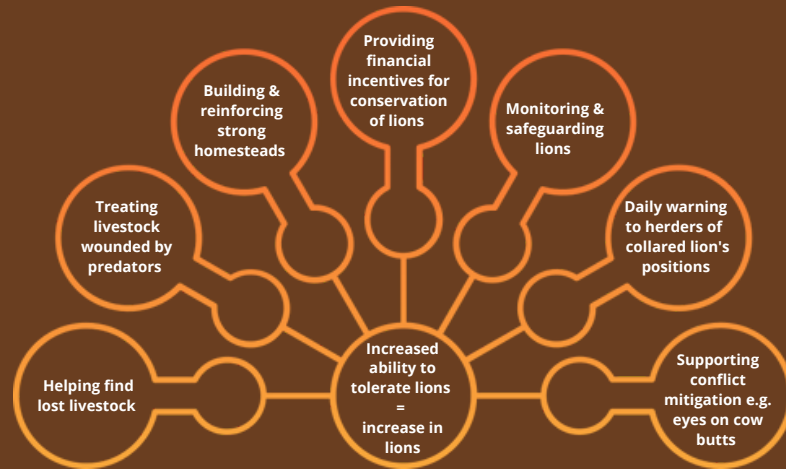 Providing
financial
incentives for
conservation
of lions
Building &
reinforcing
strong
homesteads
Monitoring &
safeguarding
lions
Treating
livestock
wounded by
predators
Daily warning
to herders of
collared lion's
positions
Helping find
lost livestock
Increased
ability to
tolerate lions
=
increase in
lions
Supporting
conflict
mitigation e.g.
eyes on cow
butts